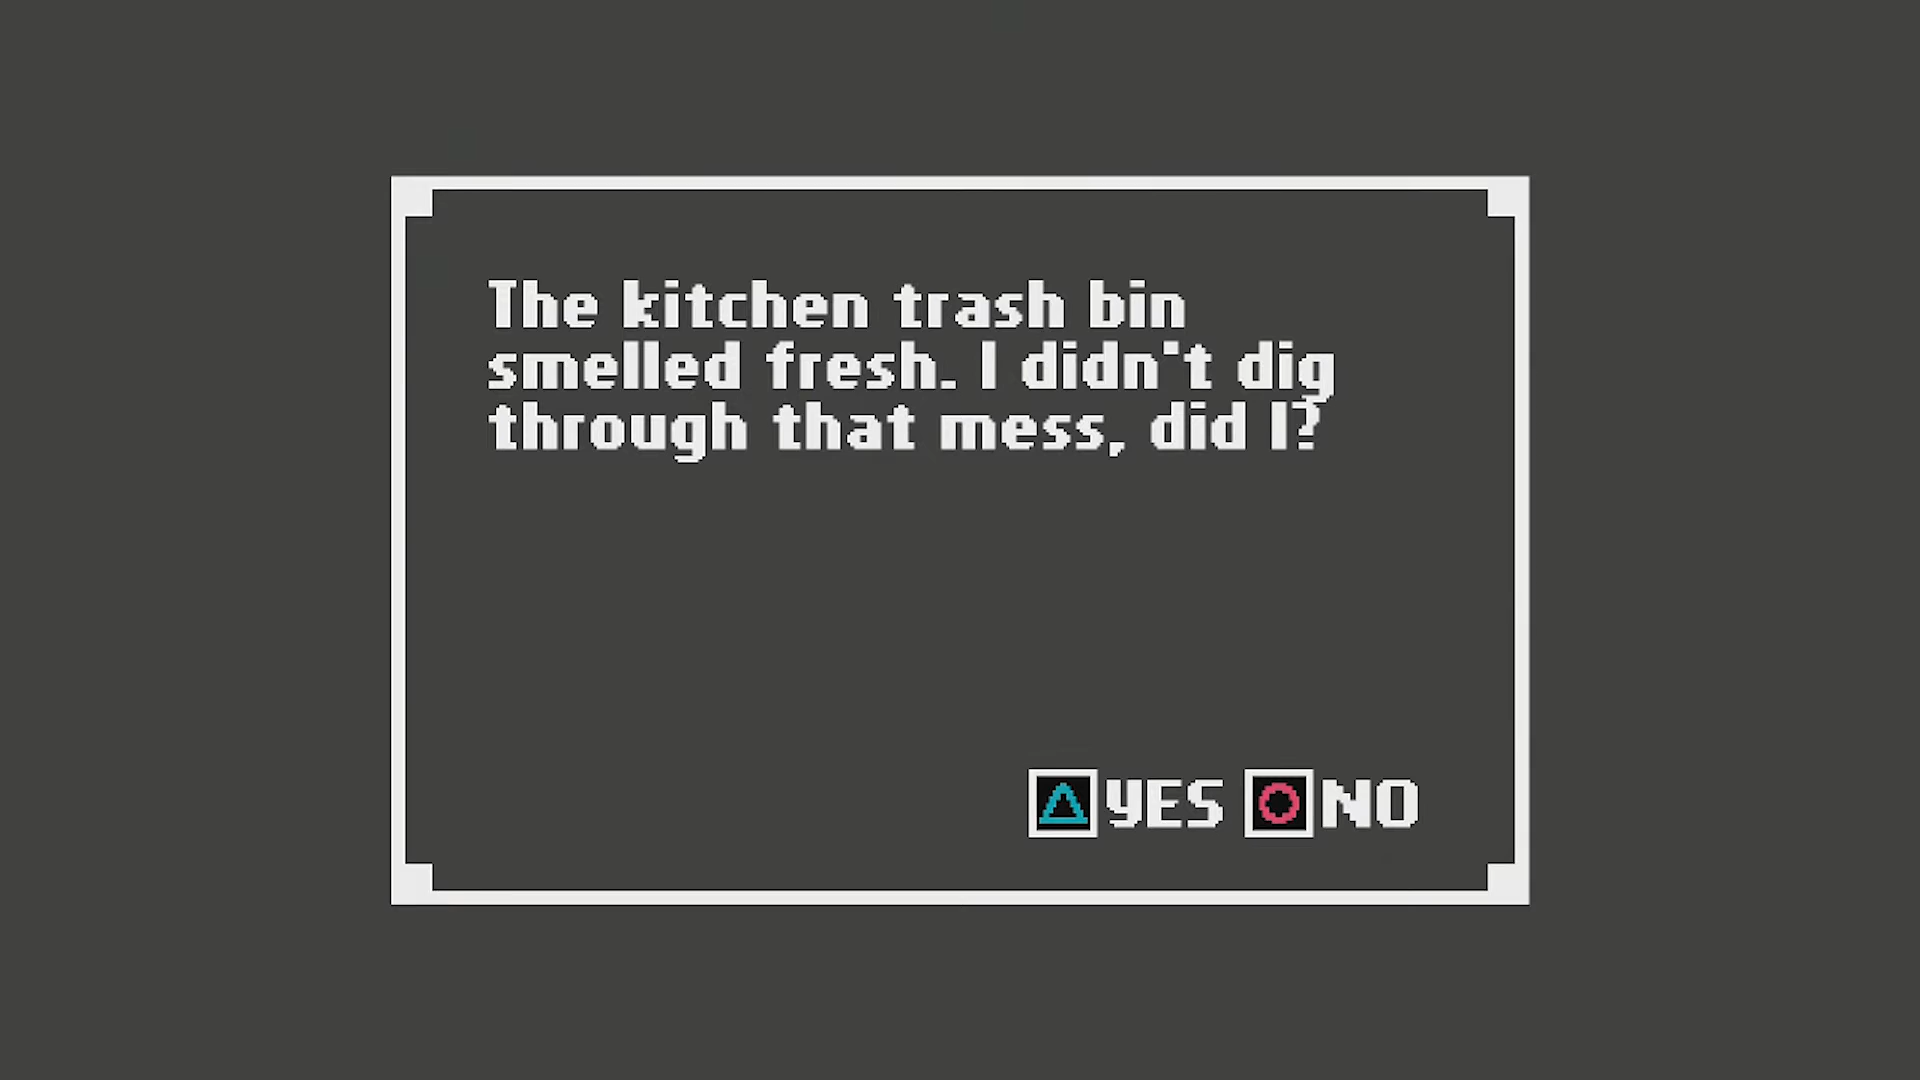 The kitchen trash bin
smelled fresh. I didn't dig
through that mess, did I?
YES NO